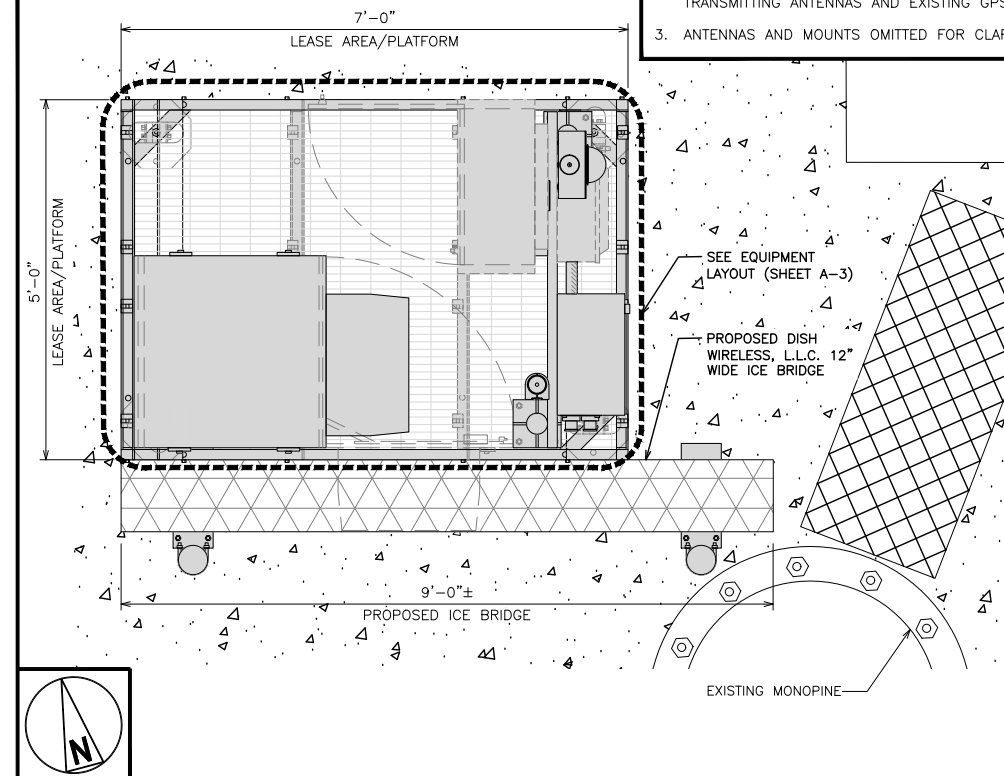 TRANSMITTING ANTENNAS AND EXISTING GPS
3. ANTENNAS AND MOUNTS OMITTED FOR CLAR
7'-0"
LEASE AREA/PLATFORM
5'-0"
LEASE AREA/PLATFORM
SEE EQUIPMENT
LAYOUT (SHEET A-3)
PROPOSED DISH
WIRELESS, L.L.C. 12"
WIDE ICE BRIDGE
9'-0"±
PROPOSED ICE BRIDGE
EXISTING MONOPINE
N